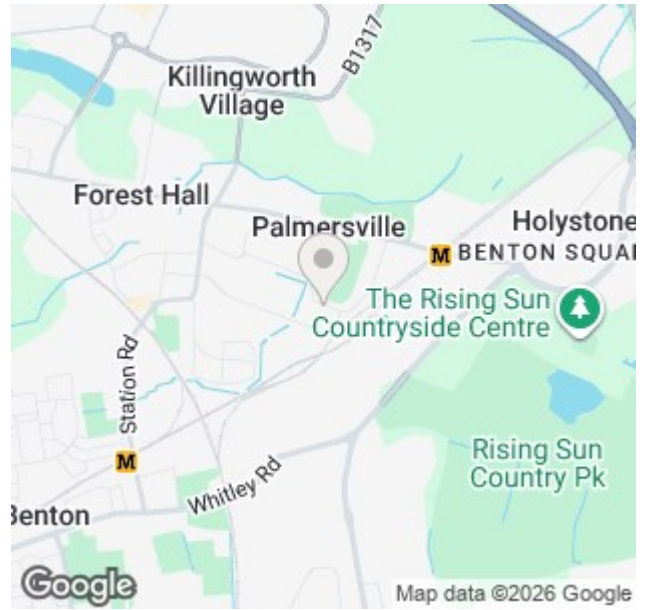 B1317
Killingworth
Village
Forest Hall
Palmersville
Holystone
M BENTON SQUA
The Rising Sun
Countryside Centre
Station Rd
M
Rising Sun
Country Pk
Whitley Rd
Benton
Google
Map data ©2026 Google